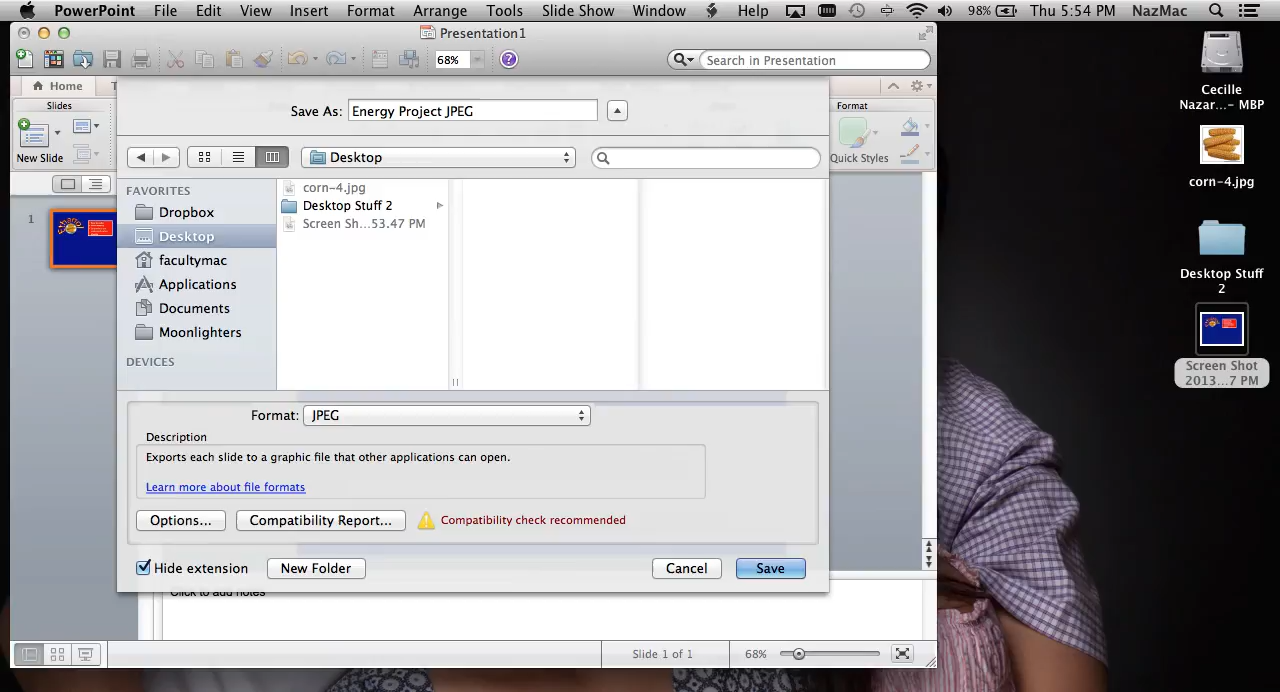 PowerPoint File Edit View Insert Format Arrange Tools Slide Show Window Help 98% Thu 5:54 PM NazMac
Presentation1
68%
Search in Presentation
Home
Slides
Format
New Slide
Quick Styles
Save As: Energy Project JPEG
Desktop
FAVORITES
Dropbox
Desktop
facultymac
Applications
Documents
Moonlighters
DEVICES
corn-4.jpg
Desktop Stuff 2
Screen Sh...53.47 PM
1
Format: JPEG
Description
Exports each slide to a graphic file that other applications can open.
Learn more about file formats
Options...
Compatibility Report...
Compatibility check recommended
Hide extension
New Folder
Cancel
Save
Click to add notes
Slide 1 of 1
68%
Cecille
Nazar...- MBP
corn-4.jpg
Desktop Stuff
2
Screen Shot
2013...7 PM